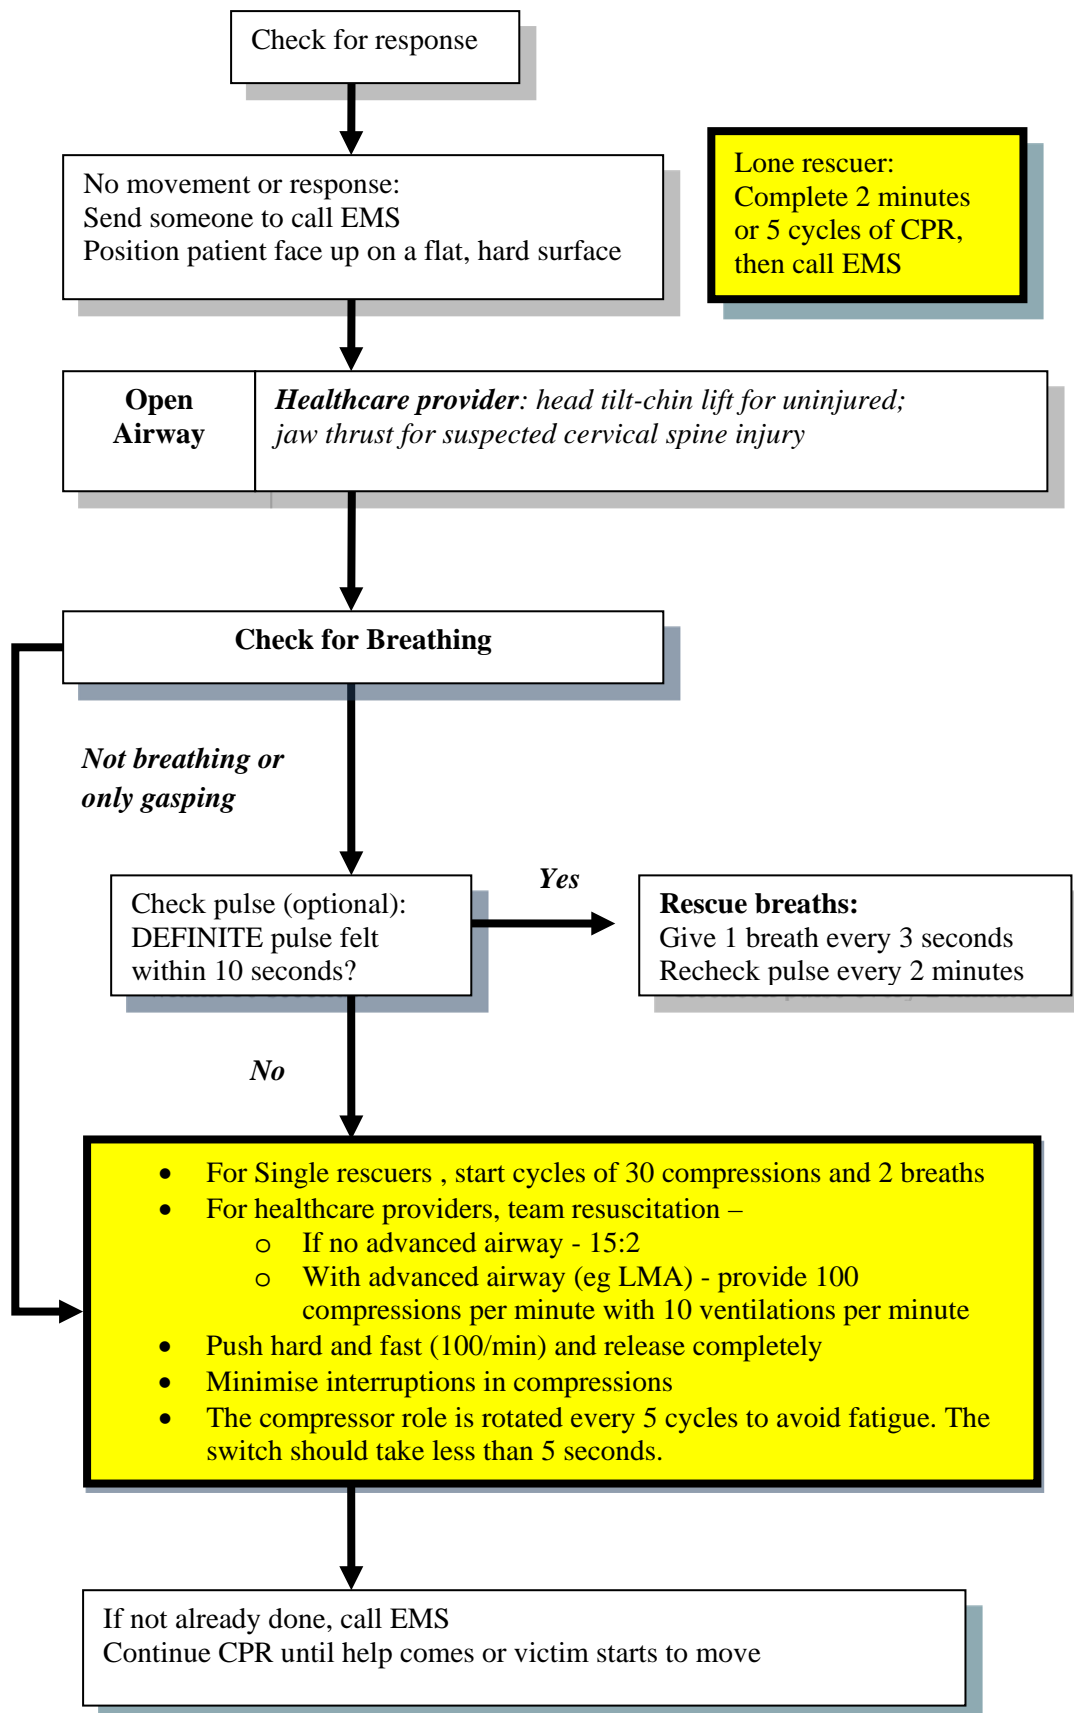 Check for response
No movement or response:
Send someone to call EMS
Position patient face up on a flat, hard surface
Lone rescuer:
Complete 2 minutes
or 5 cycles of CPR,
then call EMS
Open
Airway
Healthcare provider: head tilt-chin lift for uninjured;
jaw thrust for suspected cervical spine injury
Check for Breathing
Not breathing or
only gasping
Check pulse (optional):
DEFINITE pulse felt
within 10 seconds?
Yes
Rescue breaths:
Give 1 breath every 3 seconds
Recheck pulse every 2 minutes
No
• For Single rescuers , start cycles of 30 compressions and 2 breaths
• For healthcare providers, team resuscitation –
o If no advanced airway - 15:2
o With advanced airway (eg LMA) - provide 100
compressions per minute with 10 ventilations per minute
• Push hard and fast (100/min) and release completely
• Minimise interruptions in compressions
• The compressor role is rotated every 5 cycles to avoid fatigue. The
switch should take less than 5 seconds.
If not already done, call EMS
Continue CPR until help comes or victim starts to move